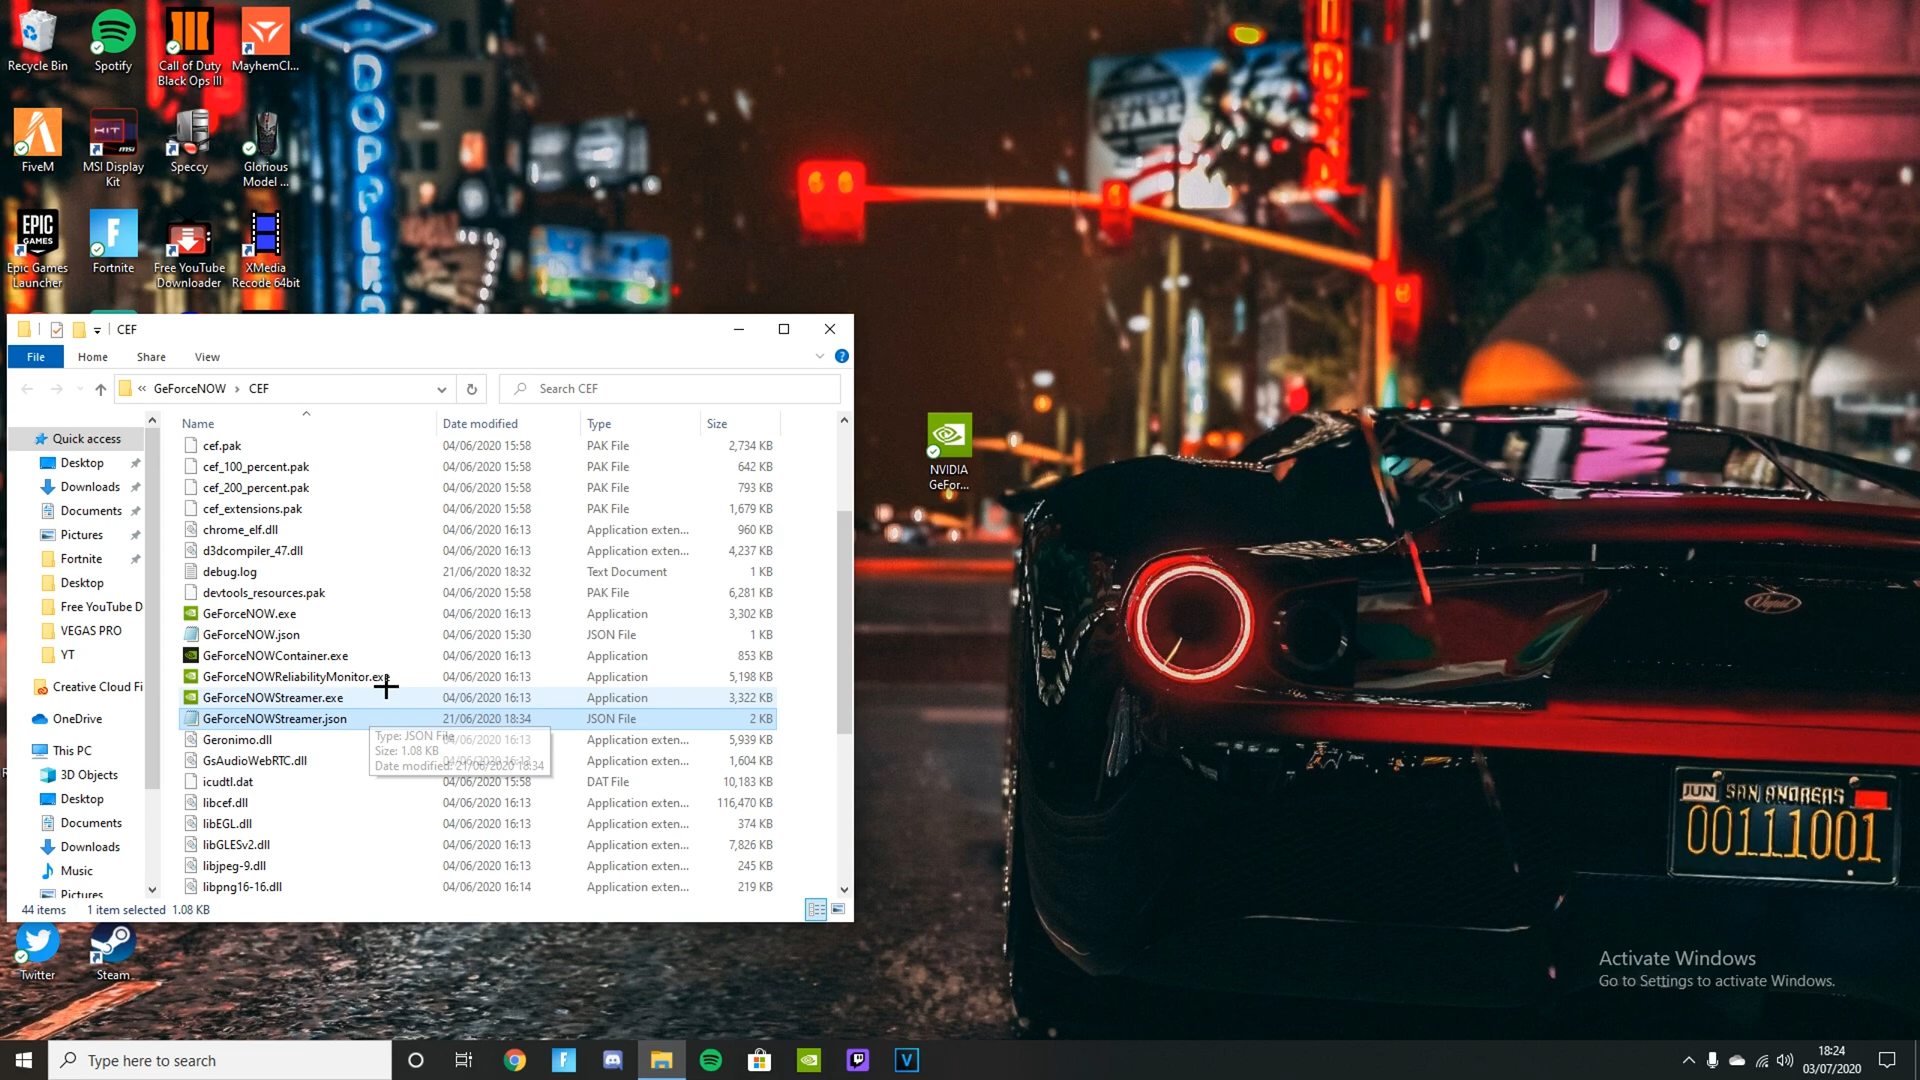 Recycle Bin
Spotify
Call of Duty
Black Ops III
MayhemCl...
FiveM
MSI Display
Kit
Speccy
Glorious
Model ...
EPIC
GAMES
Epic Games
Launcher
Fortnite
Free YouTube
Downloader
XMedia
Recode 64bit
DOPPLER
CEF
File
Home
Share
View
« GeForceNOW > CEF
Search CEF
Name
Date modified
Type
Size
Quick access
Desktop
Downloads
Documents
Pictures
Fortnite
Desktop
Free YouTube D
VEGAS PRO
YT
Creative Cloud Fi
OneDrive
This PC
3D Objects
Desktop
Documents
Downloads
Music
Pictures
cef.pak 04/06/2020 15:58 PAK File 2,734 KB
cef_100_percent.pak 04/06/2020 15:58 PAK File 642 KB
cef_200_percent.pak 04/06/2020 15:58 PAK File 793 KB
cef_extensions.pak 04/06/2020 15:58 PAK File 1,679 KB
chrome_elf.dll 04/06/2020 16:13 Application exten... 960 KB
d3dcompiler_47.dll 04/06/2020 16:13 Application exten... 4,237 KB
debug.log 21/06/2020 18:32 Text Document 1 KB
devtools_resources.pak 04/06/2020 15:58 PAK File 6,281 KB
GeForceNOW.exe 04/06/2020 16:13 Application 3,302 KB
GeForceNOW.json 04/06/2020 15:30 JSON File 1 KB
GeForceNOWContainer.exe 04/06/2020 16:13 Application 853 KB
GeForceNOWReliabilityMonitor.exe 04/06/2020 16:13 Application 5,198 KB
GeForceNOWStreamer.exe 04/06/2020 16:13 Application 3,322 KB
GeForceNOWStreamer.json 21/06/2020 18:34 JSON File 2 KB
Geronimo.dll 04/06/2020 16:13 Application exten... 5,939 KB
GsAudioWebRTC.dll 04/06/2020 16:13 Application exten... 1,604 KB
icudtl.dat 04/06/2020 15:58 DAT File 10,183 KB
libcef.dll 04/06/2020 16:13 Application exten... 116,470 KB
libEGL.dll 04/06/2020 16:13 Application exten... 374 KB
libGLESv2.dll 04/06/2020 16:13 Application exten... 7,826 KB
libjpeg-9.dll 04/06/2020 16:13 Application exten... 245 KB
libpng16-16.dll 04/06/2020 16:14 Application exten... 219 KB
Type: JSON File
Size: 1.08 KB
Date modified: 21/06/2020 18:34
44 items 1 item selected 1.08 KB
NVIDIA
GeFor...
Vapid
JUN SAN ANDREAS
00111001
Twitter
Steam
Activate Windows
Go to Settings to activate Windows.
Type here to search
18:24
03/07/2020